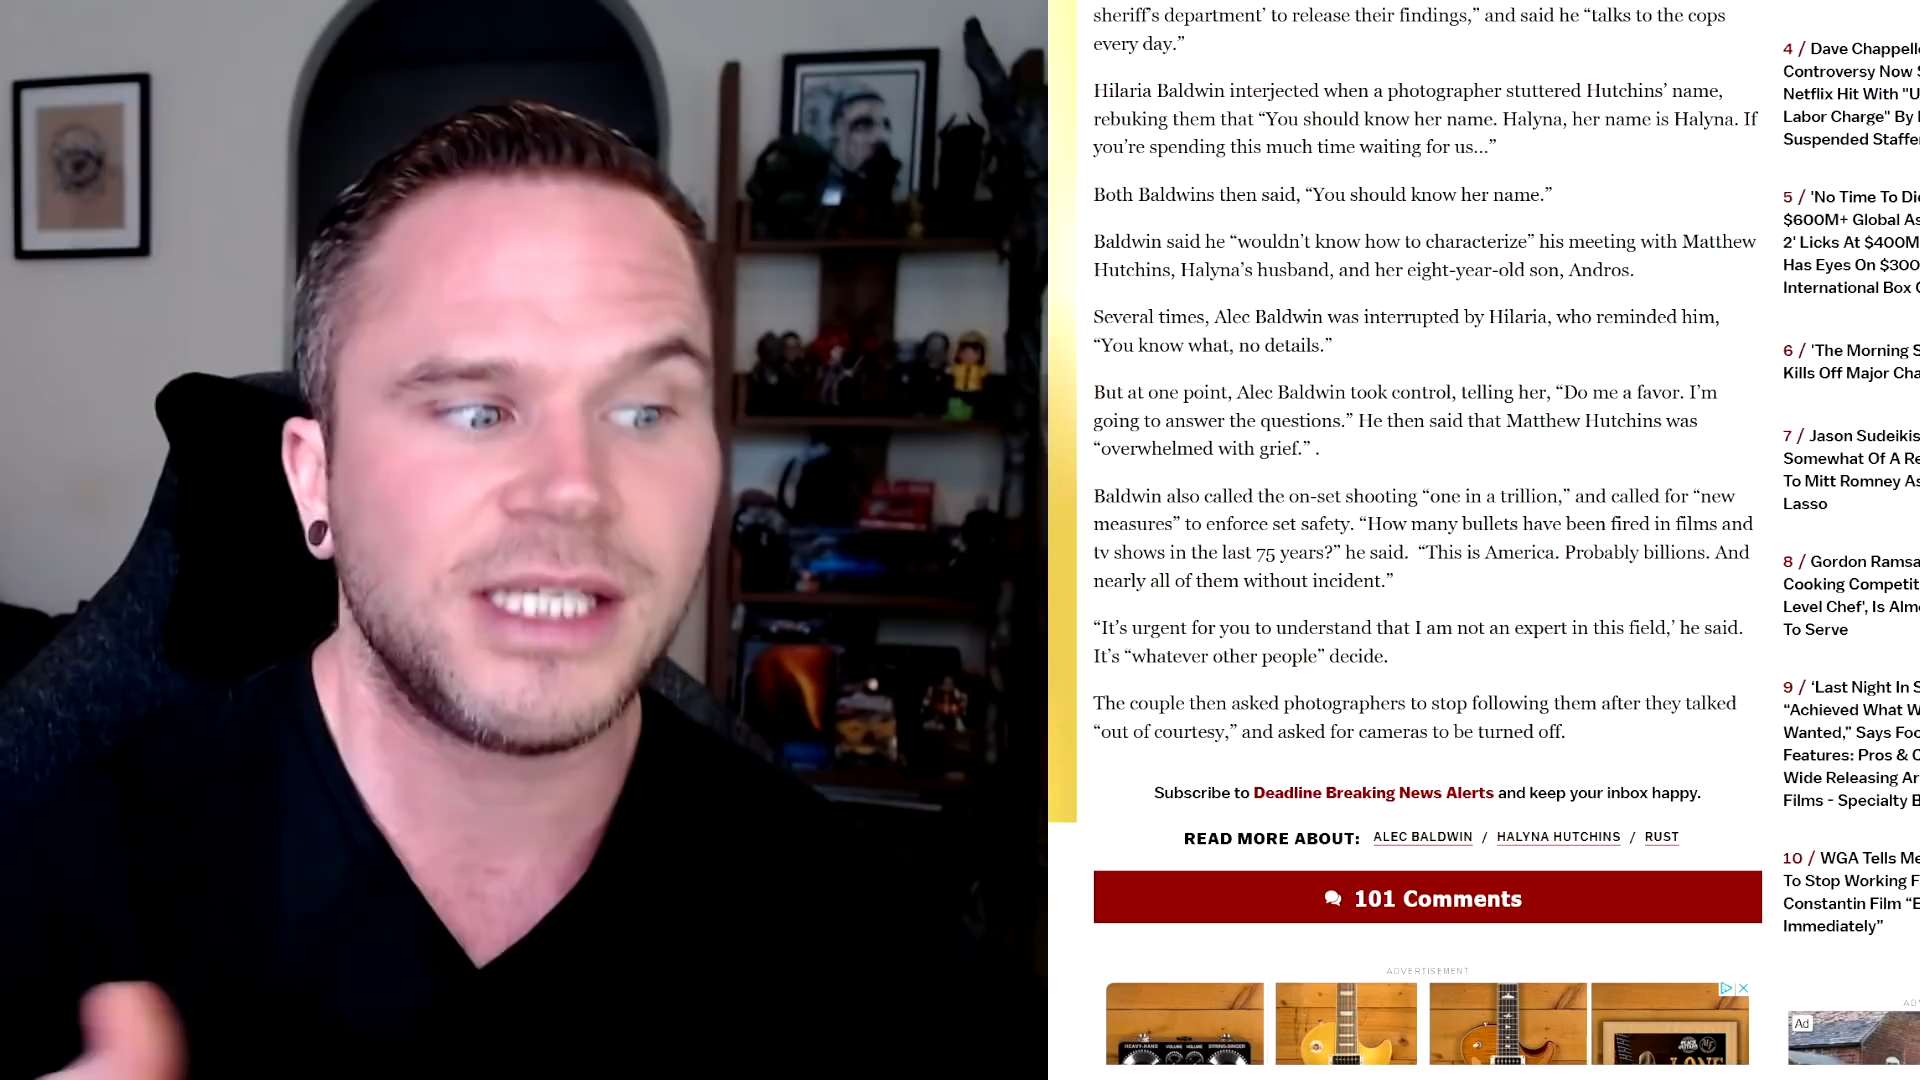 sheriff's department' to release their findings,” and said he “talks to the cops
every day.”
Hilaria Baldwin interjected when a photographer stuttered Hutchins’ name,
rebuking them that “You should know her name. Halyna, her name is Halyna. If
you’re spending this much time waiting for us...”
Both Baldwins then said, “You should know her name.”
Baldwin said he “wouldn’t know how to characterize” his meeting with Matthew
Hutchins, Halyna’s husband, and her eight-year-old son, Andros.
Several times, Alec Baldwin was interrupted by Hilaria, who reminded him,
“You know what, no details.”
But at one point, Alec Baldwin took control, telling her, “Do me a favor. I’m
going to answer the questions.” He then said that Matthew Hutchins was
“overwhelmed with grief.” .
Baldwin also called the on-set shooting “one in a trillion,” and called for “new
measures” to enforce set safety. “How many bullets have been fired in films and
tv shows in the last 75 years?” he said. “This is America. Probably billions. And
nearly all of them without incident.”
“It’s urgent for you to understand that I am not an expert in this field,’ he said.
It’s “whatever other people” decide.
The couple then asked photographers to stop following them after they talked
“out of courtesy,” and asked for cameras to be turned off.
Subscribe to Deadline Breaking News Alerts and keep your inbox happy.
READ MORE ABOUT: ALEC BALDWIN / HALYNA HUTCHINS / RUST
101 Comments
ADVERTISEMENT
HEAVY-HAND VOLUME VOLUME STRING-SINGER
LONE
4 / Dave Chappelle
Controversy Now S
Netflix Hit With "U
Labor Charge" By
Suspended Staffe
5 / 'No Time To Die
$600M+ Global As
2' Licks At $400M
Has Eyes On $300
International Box O
6 / 'The Morning S
Kills Off Major Cha
7 / Jason Sudeikis
Somewhat Of A Re
To Mitt Romney As
Lasso
8 / Gordon Ramsa
Cooking Competit
Level Chef', Is Alm
To Serve
9 / ‘Last Night In S
“Achieved What W
Wanted,” Says Foc
Features: Pros & C
Wide Releasing Ar
Films - Specialty B
10 / WGA Tells Me
To Stop Working F
Constantin Film “E
Immediately”
AD
Ad